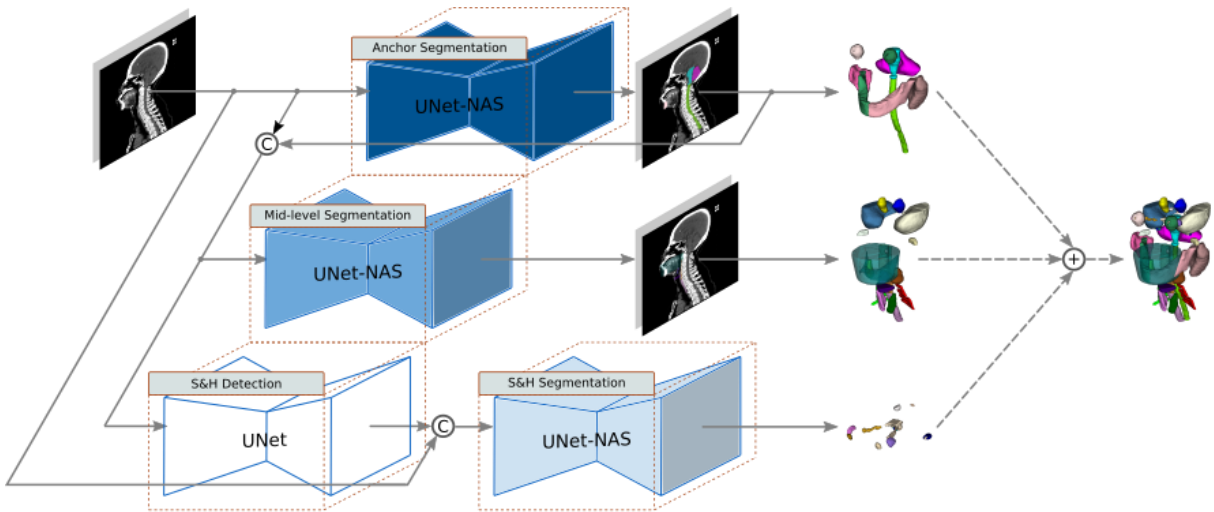 Anchor Segmentation
UNet-NAS
C
Mid-level Segmentation
UNet-NAS
+
S&H Detection
S&H Segmentation
UNet
C
UNet-NAS